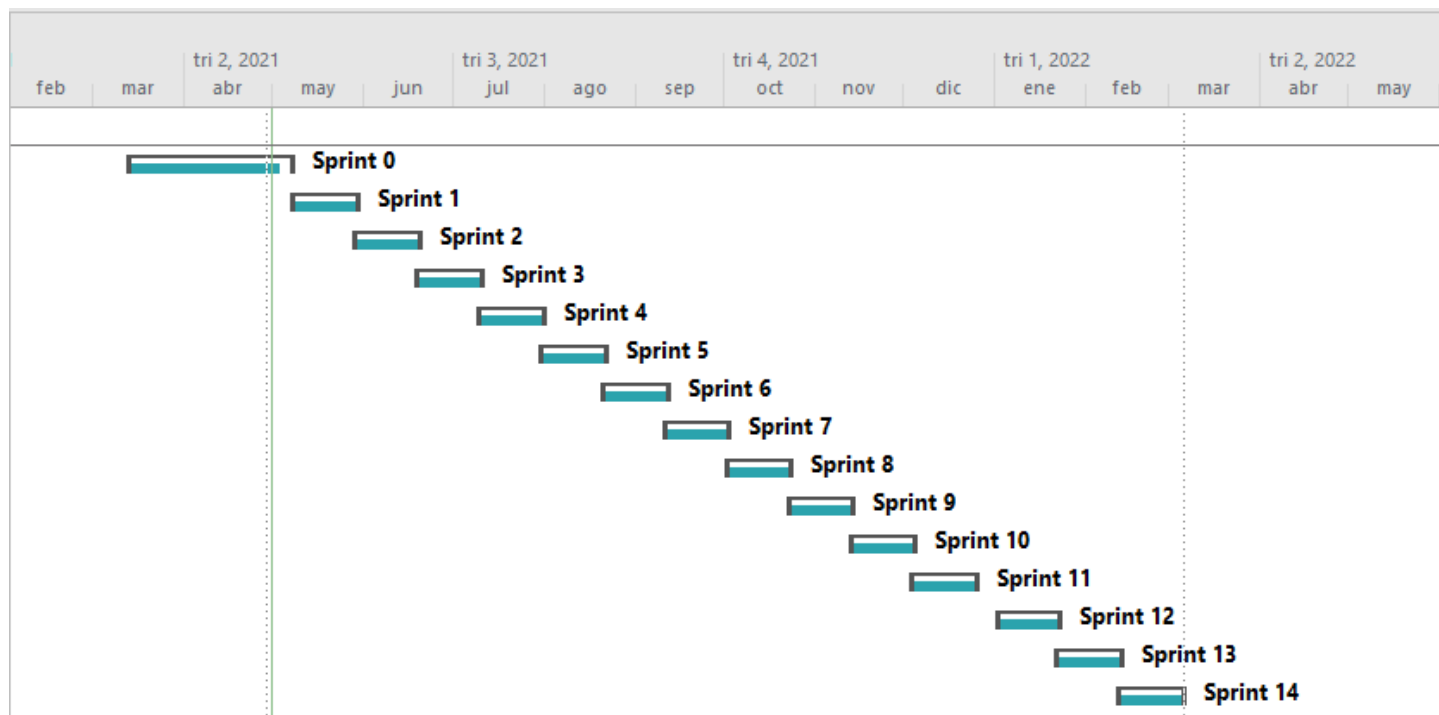 tri 2, 2021 tri 3, 2021 tri 4, 2021 tri 1, 2022 tri 2, 2022
feb mar abr may jun jul ago sep oct nov dic ene feb mar abr may
Sprint 0
Sprint 1
Sprint 2
Sprint 3
Sprint 4
Sprint 5
Sprint 6
Sprint 7
Sprint 8
Sprint 9
Sprint 10
Sprint 11
Sprint 12
Sprint 13
Sprint 14